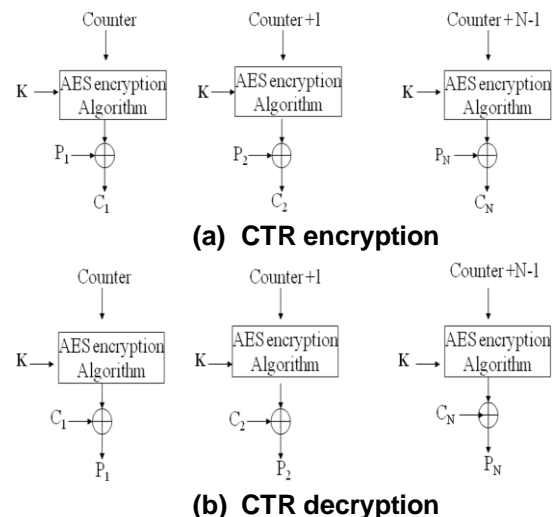 Counter Counter+1 Counter+N-1
K AES encryption Algorithm K AES encryption Algorithm K AES encryption Algorithm
P1 P2 PN
C1 C2 CN
(a) CTR encryption
Counter Counter+1 Counter+N-1
K AES encryption Algorithm K AES encryption Algorithm K AES encryption Algorithm
C1 C2 CN
P1 P2 PN
(b) CTR decryption